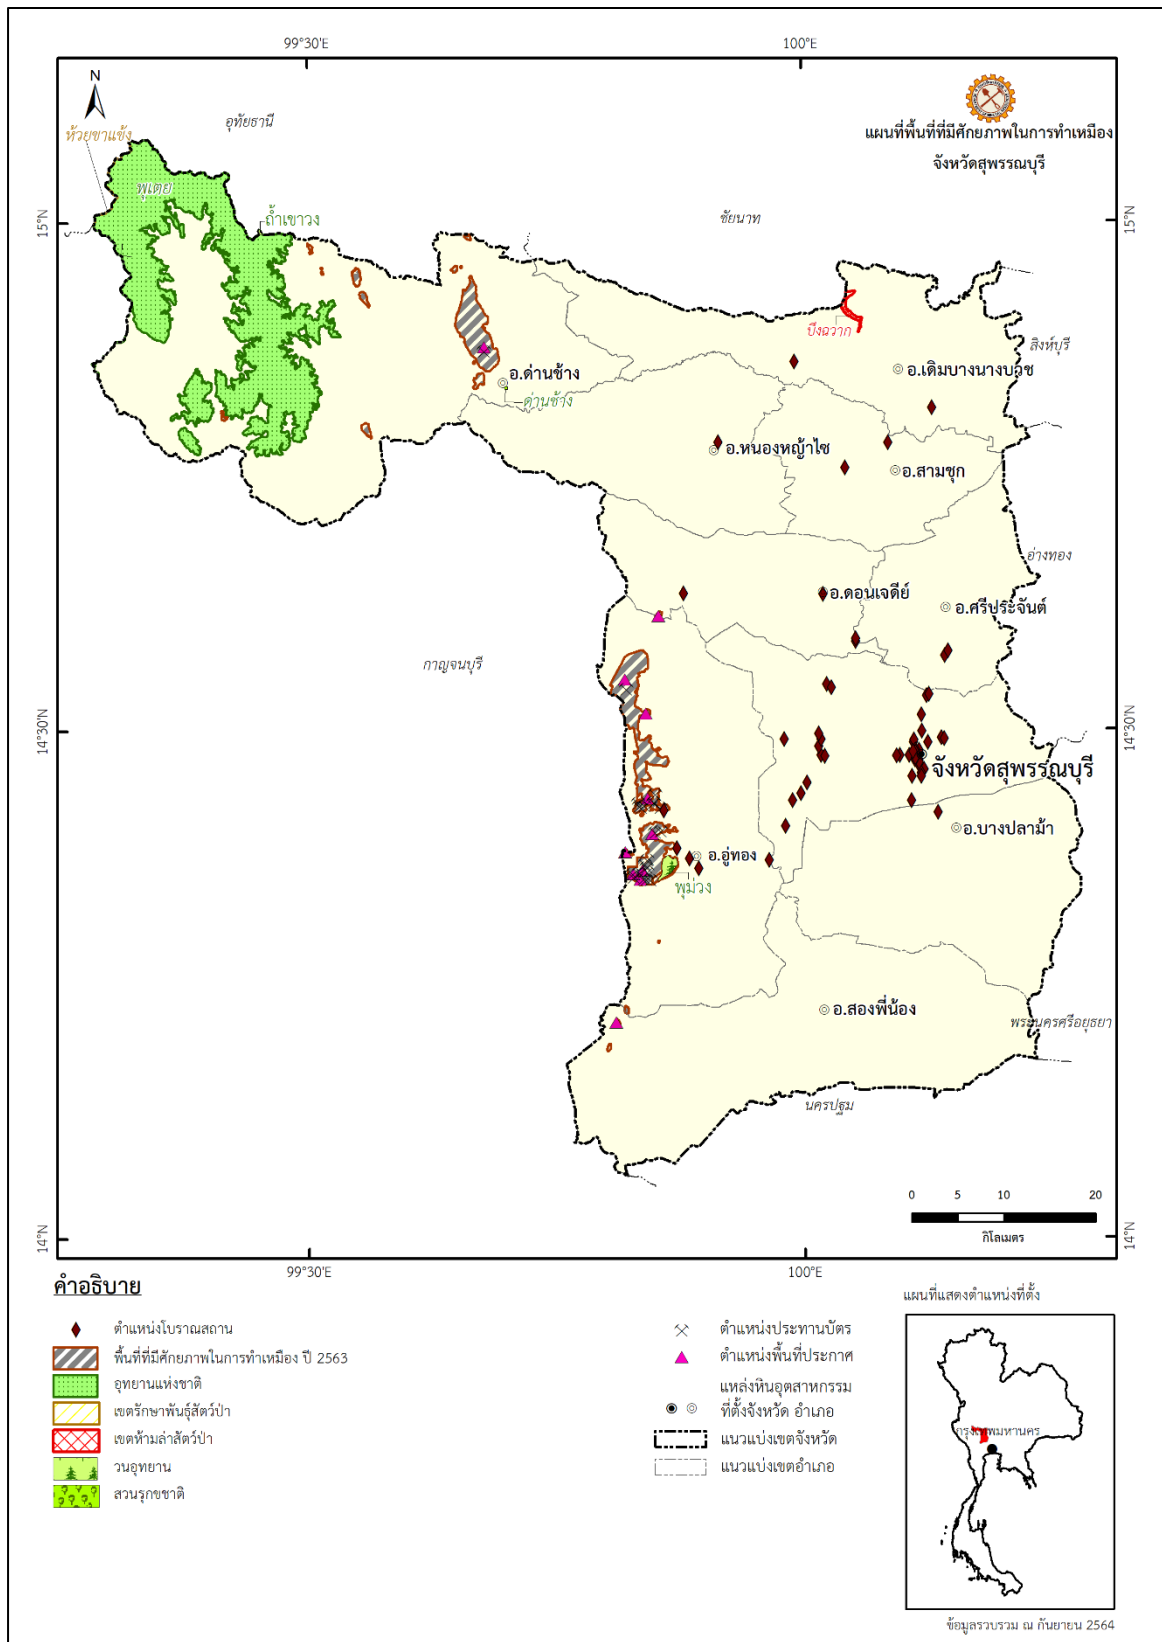 99°30'E
100°E
N
อุทัยธานี
ห้วยขาแข้ง
แผนที่พื้นที่ที่มีศักยภาพในการทำเหมือง
จังหวัดสุพรรณบุรี
พุเตย
15°N
15°N
ถ้ำเขาวง
ชัยนาท
บึงฉวาก
สิงห์บุรี
อ.เดิมบางนางบวช
อ.ด่านช้าง
ด่านช้าง
อ.หนองหญ้าไซ
อ.สามชุก
อ่างทอง
อ.ดอนเจดีย์
อ.ศรีประจันต์
กาญจนบุรี
14°30'N
14°30'N
จังหวัดสุพรรณบุรี
อ.บางปลาม้า
อ.อู่ทอง
พุม่วง
อ.สองพี่น้อง
พระนครศรีอยุธยา
นครปฐม
0 5 10 20
กิโลเมตร
14°N
14°N
99°30'E
100°E
คำอธิบาย
ตำแหน่งโบราณสถาน
พื้นที่ที่มีศักยภาพในการทำเหมือง ปี 2563
อุทยานแห่งชาติ
เขตรักษาพันธุ์สัตว์ป่า
เขตห้ามล่าสัตว์ป่า
วนอุทยาน
สวนรุกขชาติ
ตำแหน่งประทานบัตร
ตำแหน่งพื้นที่ประกาศ
แหล่งหินอุตสาหกรรม
ที่ตั้งจังหวัด อำเภอ
แนวแบ่งเขตจังหวัด
แนวแบ่งเขตอำเภอ
แผนที่แสดงตำแหน่งที่ตั้ง
กรุงเทพมหานคร
ข้อมูลรวบรวม ณ กันยายน 2564